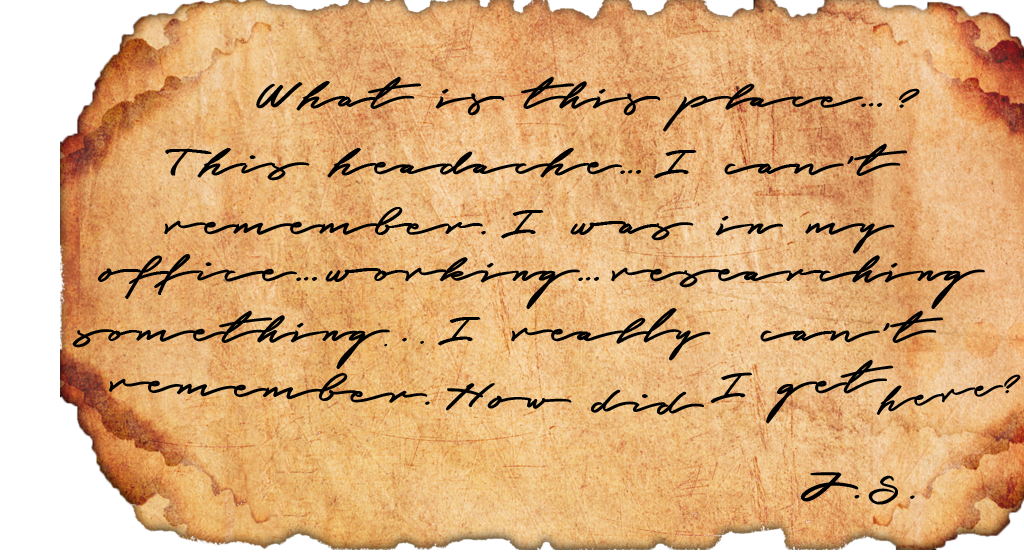 What is this place...?
This headache... I can't
remember. I was in my
office...working...researching
something... I really can't
remember. How did I get here?
J.S.